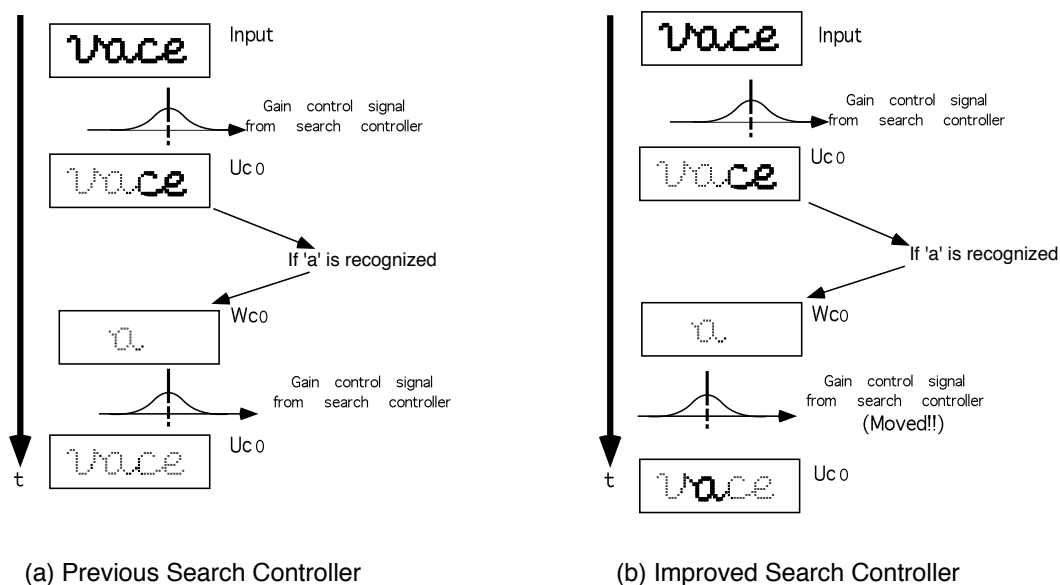 vace
Input
Gain control signal
from search controller
Uc0
vace
If 'a' is recognized
Wc0
a
Gain control signal
from search controller
Uc0
vace
t
(a) Previous Search Controller
vace
Input
Gain control signal
from search controller
Uc0
vace
If 'a' is recognized
Wc0
a
Gain control signal
from search controller
(Moved!!)
Uc0
vace
t
(b) Improved Search Controller